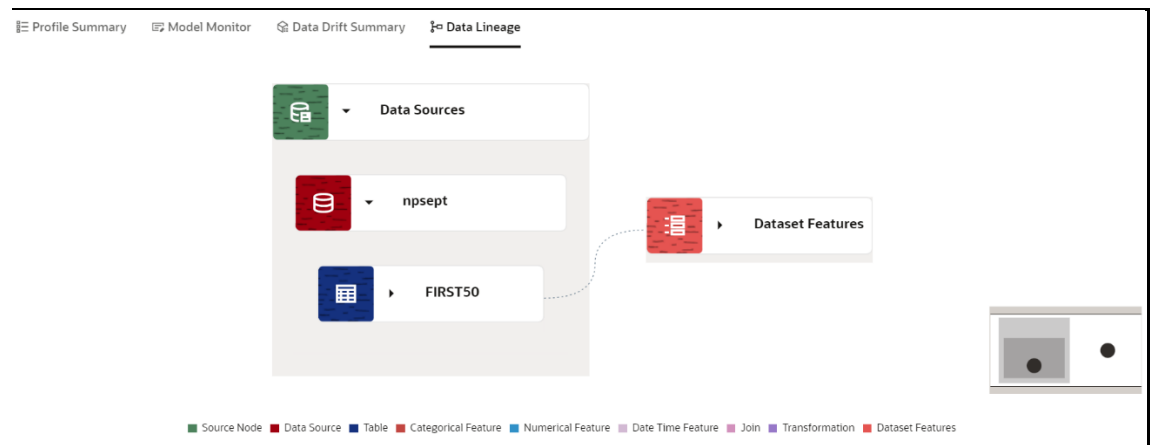 Profile Summary Model Monitor Data Drift Summary Data Lineage
Data Sources
npsept
Dataset Features
FIRST50
Source Node Data Source Table Categorical Feature Numerical Feature Date Time Feature Join Transformation Dataset Features